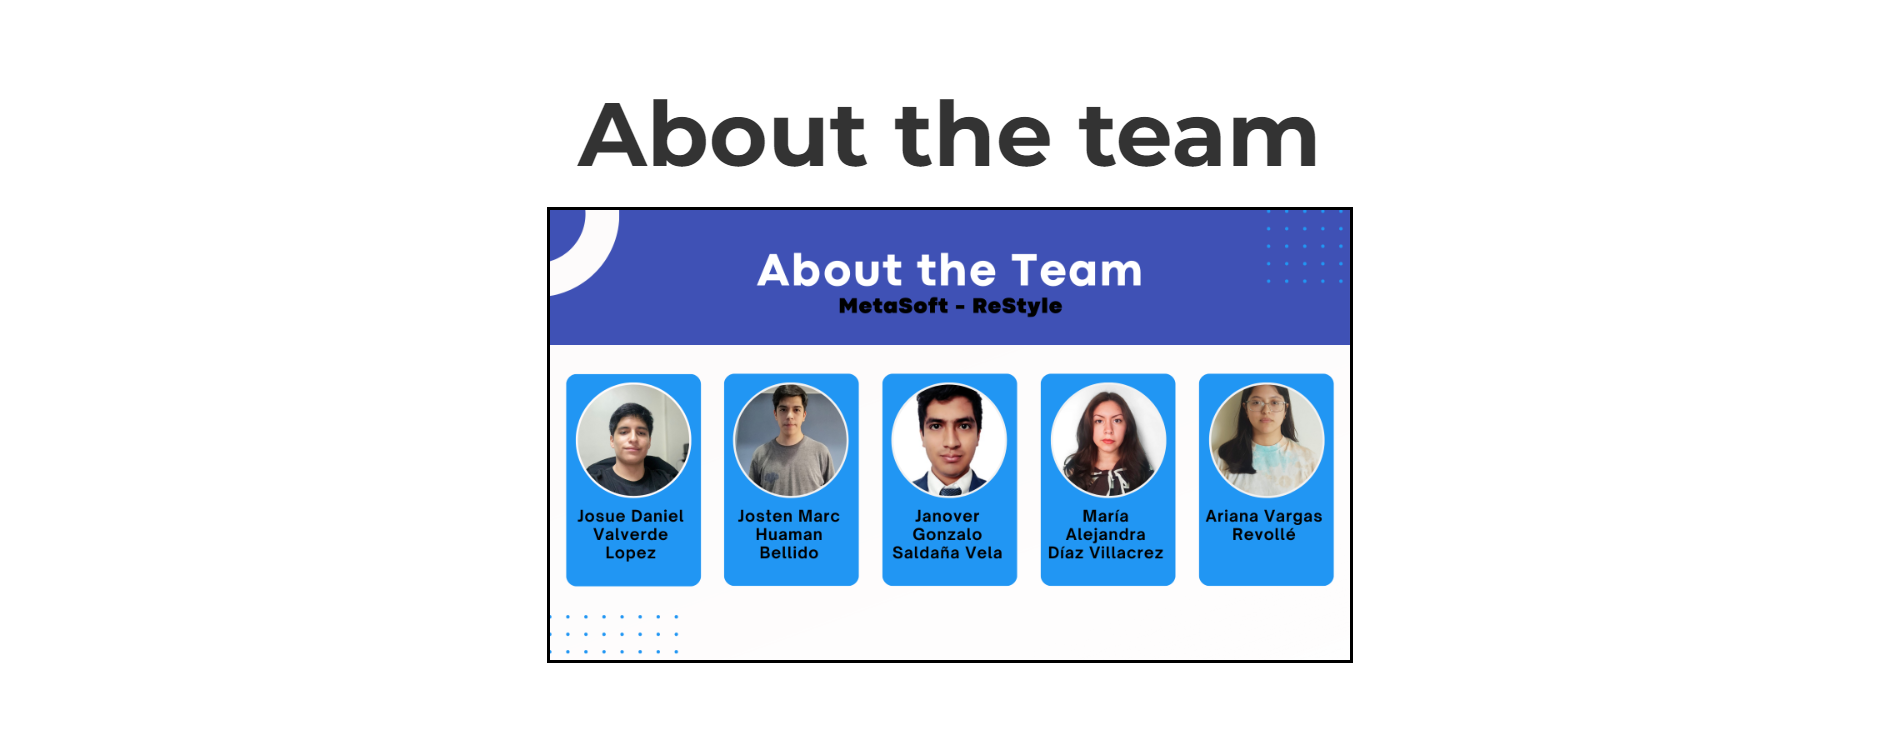 About the team
About the Team
MetaSoft - ReStyle
Josue Daniel
Valverde
Lopez
Josten Marc
Huaman
Bellido
Janover
Gonzalo
Saldaña Vela
María
Alejandra
Díaz Villacrez
Ariana Vargas
Revollé